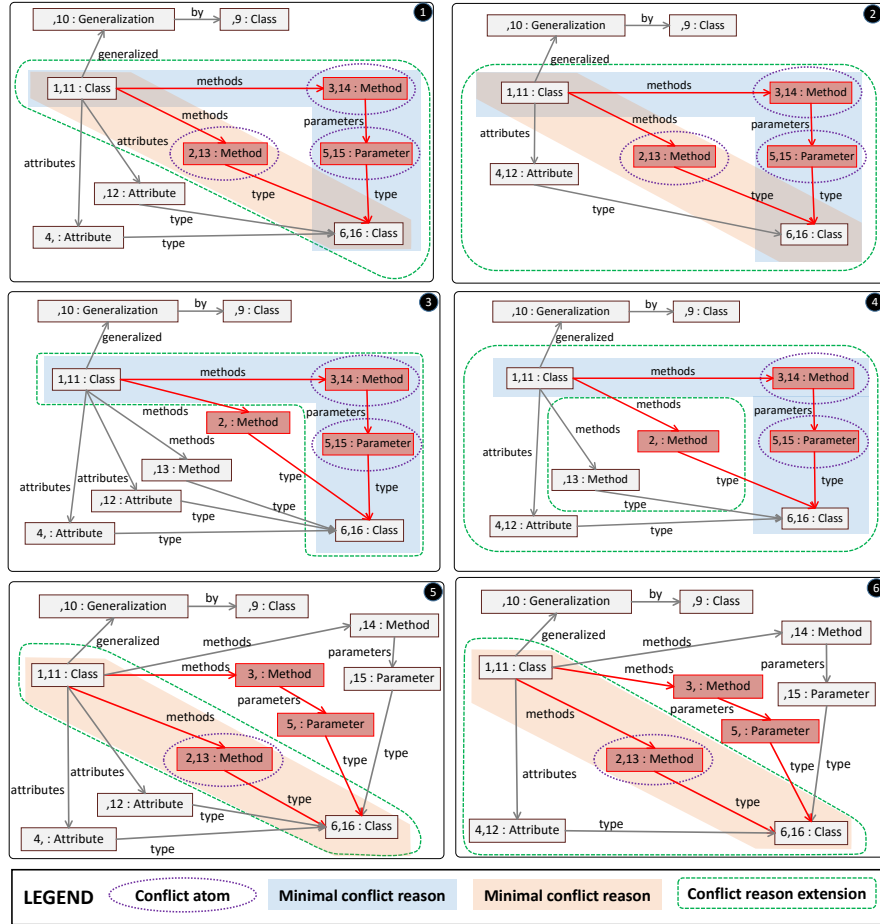 1
,10 : Generalization
by
,9 : Class
generalized
1,11 : Class
methods
3,14 : Method
methods
parameters
attributes
attributes
2,13 : Method
5,15 : Parameter
type
type
,12 : Attribute
type
4, : Attribute
type
6,16 : Class
2
,10 : Generalization
by
,9 : Class
generalized
1,11 : Class
methods
3,14 : Method
methods
parameters
attributes
2,13 : Method
5,15 : Parameter
4,12 : Attribute
type
type
type
6,16 : Class
3
,10 : Generalization
by
,9 : Class
generalized
1,11 : Class
methods
3,14 : Method
parameters
2, : Method
methods
5,15 : Parameter
,13 : Method
type
type
attributes
attributes
,12 : Attribute
type
type
4, : Attribute
type
6,16 : Class
4
,10 : Generalization
by
,9 : Class
generalized
1,11 : Class
methods
3,14 : Method
methods
parameters
methods
2, : Method
5,15 : Parameter
attributes
,13 : Method
type
type
type
4,12 : Attribute
type
6,16 : Class
5
,10 : Generalization
by
,9 : Class
generalized
methods
,14 : Method
1,11 : Class
methods
3, : Method
parameters
,15 : Parameter
parameters
5, : Parameter
methods
2,13 : Method
type
type
attributes
attributes
,12 : Attribute
type
type
4, : Attribute
type
6,16 : Class
6
,10 : Generalization
by
,9 : Class
generalized
methods
,14 : Method
1,11 : Class
methods
3, : Method
parameters
,15 : Parameter
parameters
5, : Parameter
methods
2,13 : Method
attributes
type
type
type
4,12 : Attribute
type
6,16 : Class
LEGEND
Conflict atom
Minimal conflict reason
Minimal conflict reason
Conflict reason extension